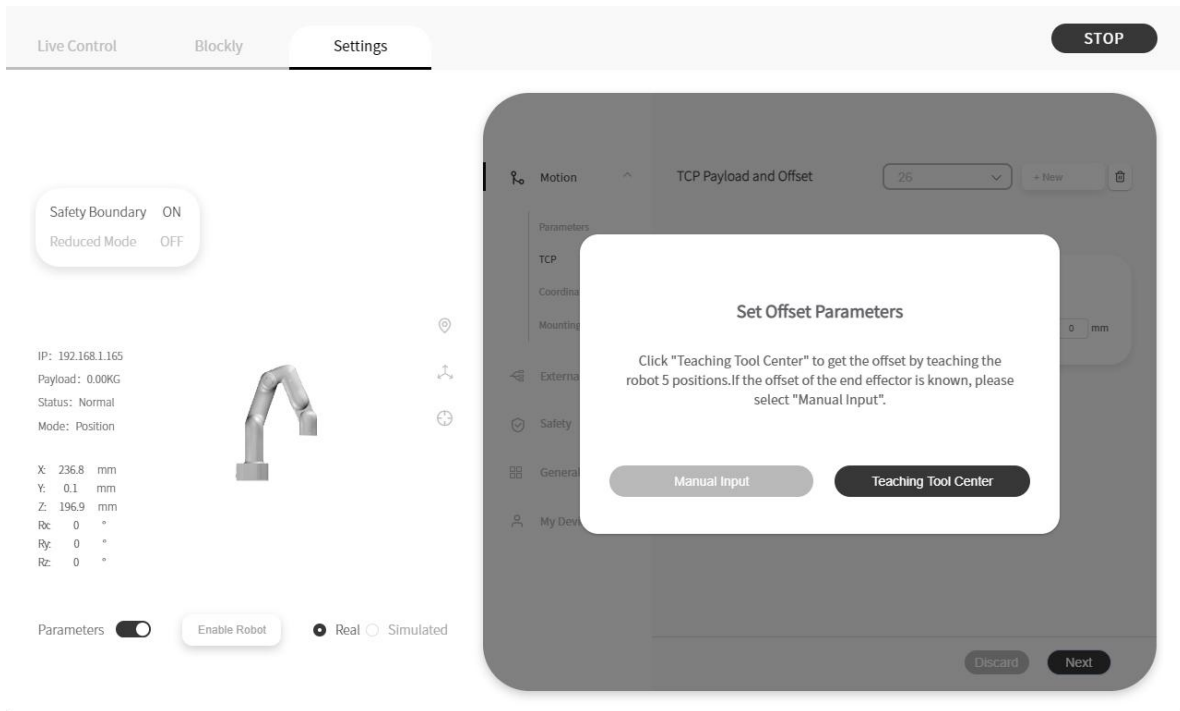 Live Control
Blockly
Settings
STOP
Safety Boundary ON
Reduced Mode OFF
IP: 192.168.1.165
Payload: 0.00KG
Status: Normal
Mode: Position
X: 236.8 mm
Y: 0.1 mm
Z: 196.9 mm
Rx: 0 °
Ry: 0 °
Rz: 0 °
Parameters
Enable Robot
Real
Simulated
Motion
TCP Payload and Offset
26
+ New
Parameters
TCP
Coordina
Mounting
Externa
Safety
General
My Devi
0 mm
Set Offset Parameters
Click "Teaching Tool Center" to get the offset by teaching the
robot 5 positions.If the offset of the end effector is known, please
select "Manual Input".
Manual Input
Teaching Tool Center
Discard
Next